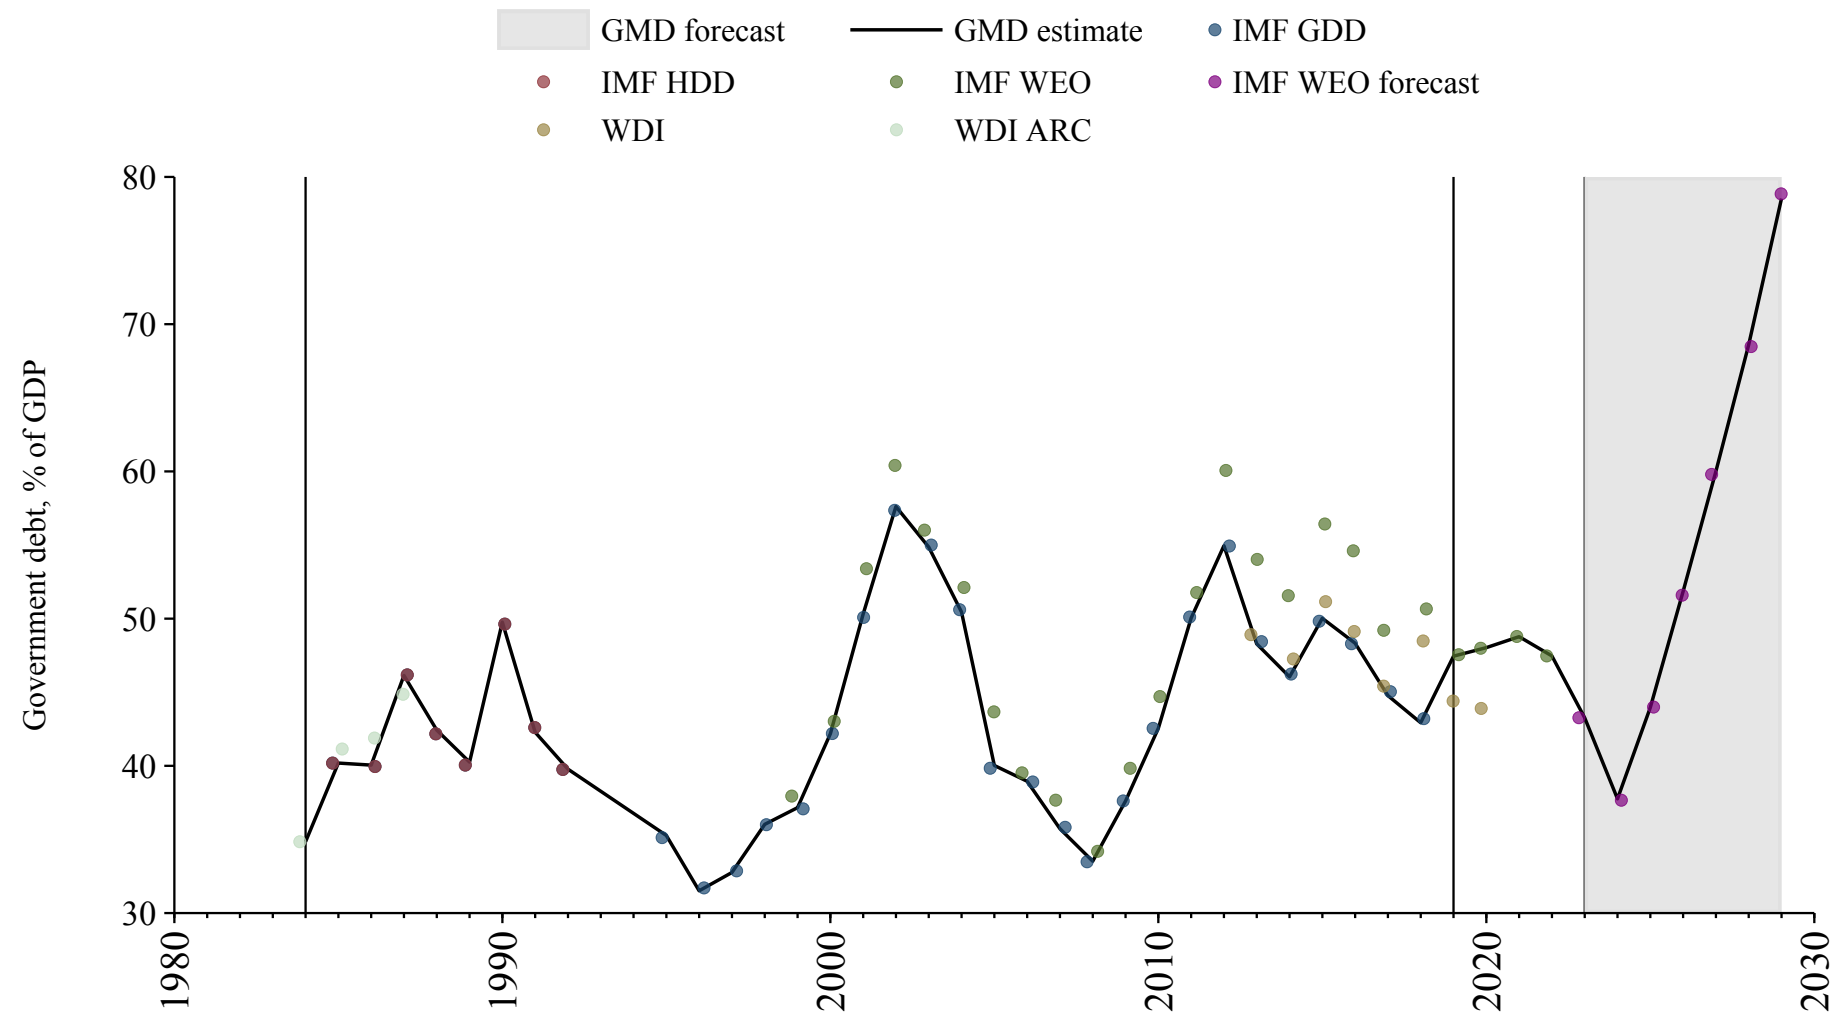 GMD forecast GMD estimate IMF GDD
IMF HDD IMF WEO IMF WEO forecast
WDI WDI ARC
Government debt, % of GDP
80
70
60
50
40
30
1980 1990 2000 2010 2020 2030